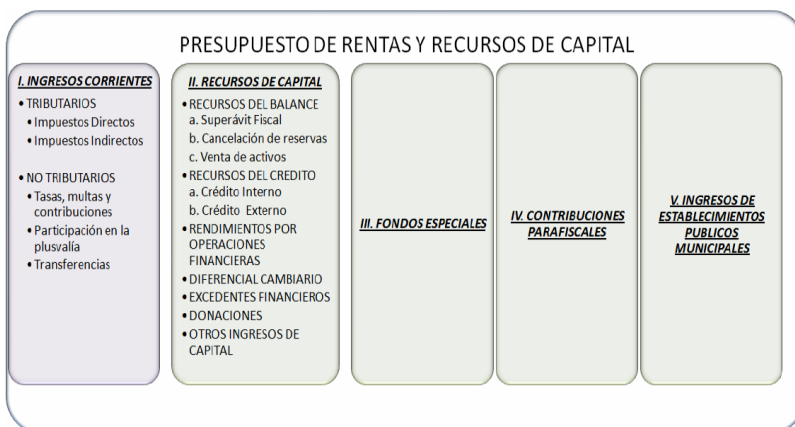 PRESUPUESTO DE RENTAS Y RECURSOS DE CAPITAL
I. INGRESOS CORRIENTES
• TRIBUTARIOS
• Impuestos Directos
• Impuestos Indirectos
• NO TRIBUTARIOS
• Tasas, multas y
contribuciones
• Participación en la
plusvalía
• Transferencias
II. RECURSOS DE CAPITAL
• RECURSOS DEL BALANCE
a. Superávit Fiscal
b. Cancelación de reservas
c. Venta de activos
• RECURSOS DEL CREDITO
a. Crédito Interno
b. Crédito Externo
• RENDIMIENTOS POR
OPERACIONES
FINANCIERAS
• DIFERENCIAL CAMBIARIO
• EXCEDENTES FINANCIEROS
• DONACIONES
• OTROS INGRESOS DE
CAPITAL
III. FONDOS ESPECIALES
IV. CONTRIBUCIONES
PARAFISCALES
V. INGRESOS DE
ESTABLECIMIENTOS
PUBLICOS
MUNICIPALES